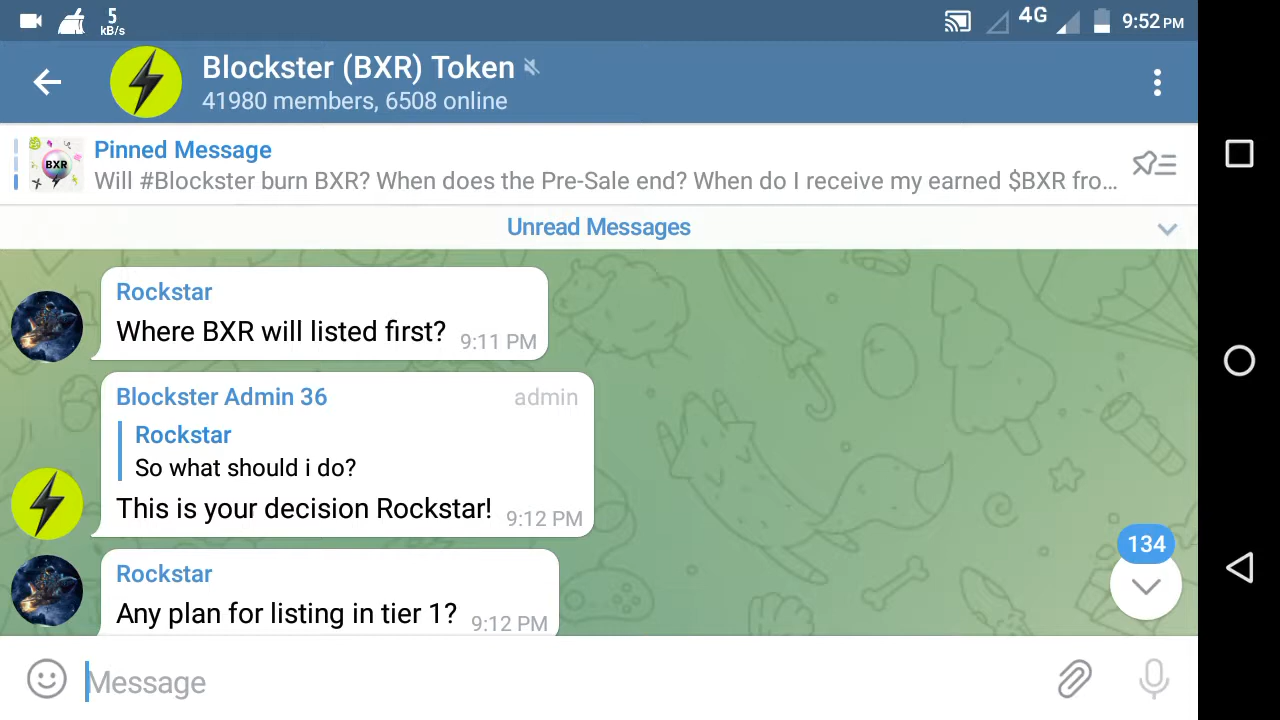 5
kB/s
4G
9:52 PM
Blockster (BXR) Token
41980 members, 6508 online
BXR
Pinned Message
Will #Blockster burn BXR? When does the Pre-Sale end? When do I receive my earned $BXR fro...
Unread Messages
Rockstar
Where BXR will listed first? 9:11 PM
Blockster Admin 36 admin
Rockstar
So what should i do?
This is your decision Rockstar! 9:12 PM
Rockstar
Any plan for listing in tier 1? 9:12 PM
134
Message